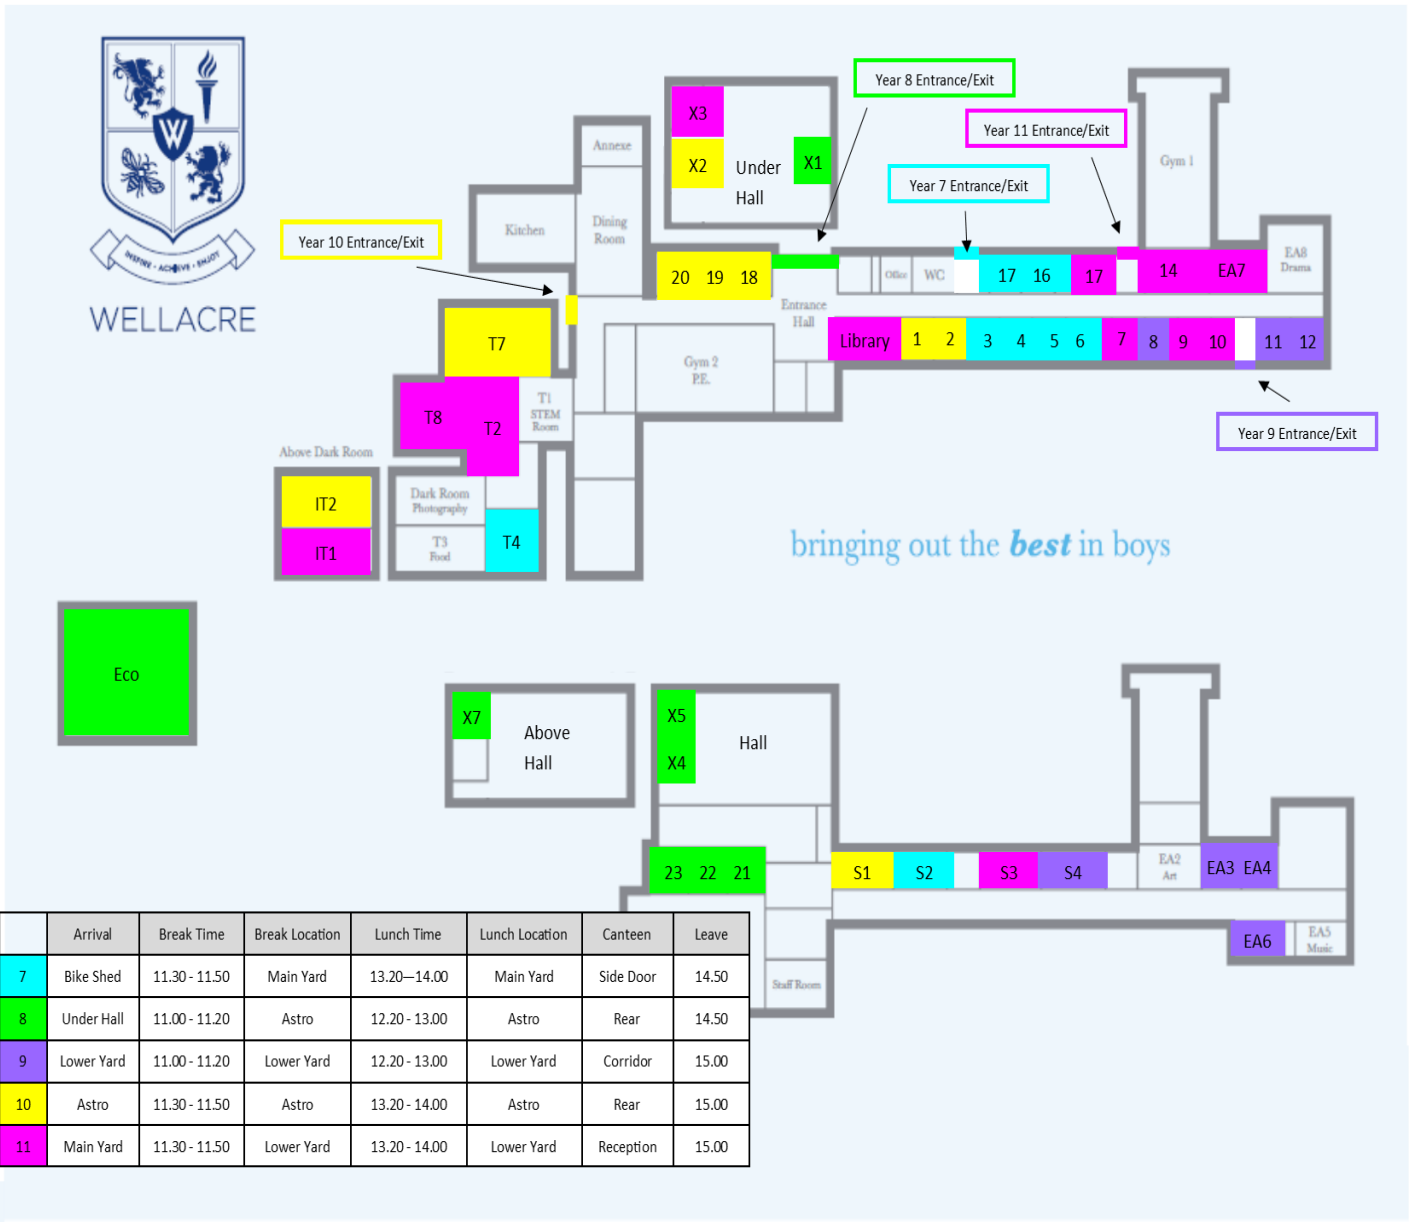 W
INSPIRE • ACHIEVE • ENJOY
WELLACRE
Year 8 Entrance/Exit
Year 11 Entrance/Exit
Year 7 Entrance/Exit
Year 10 Entrance/Exit
X3
X2
X1
Under
Hall
Annexe
Kitchen
Dining
Room
Gym 1
EA8
Drama
20 19 18
Entrance
Hall
Office
WC
17 16
17
14
EA7
Library
1 2
3 4 5 6
7
8
9 10
11 12
Year 9 Entrance/Exit
T7
Gym 2
P.E.
T8
T2
T1
STEM
Room
Above Dark Room
IT2
IT1
Dark Room
Photography
T3
Food
T4
bringing out the best in boys
Eco
X7
Above
Hall
X5
X4
Hall
23 22 21
S1
S2
S3
S4
EA2
Art
EA3 EA4
EA6
EA5
Music
Staff Room
Arrival Break Time Break Location Lunch Time Lunch Location Canteen Leave
7 Bike Shed 11.30 - 11.50 Main Yard 13.20—14.00 Main Yard Side Door 14.50
8 Under Hall 11.00 - 11.20 Astro 12.20 - 13.00 Astro Rear 14.50
9 Lower Yard 11.00 - 11.20 Lower Yard 12.20 - 13.00 Lower Yard Corridor 15.00
10 Astro 11.30 - 11.50 Astro 13.20 - 14.00 Astro Rear 15.00
11 Main Yard 11.30 - 11.50 Lower Yard 13.20 - 14.00 Lower Yard Reception 15.00